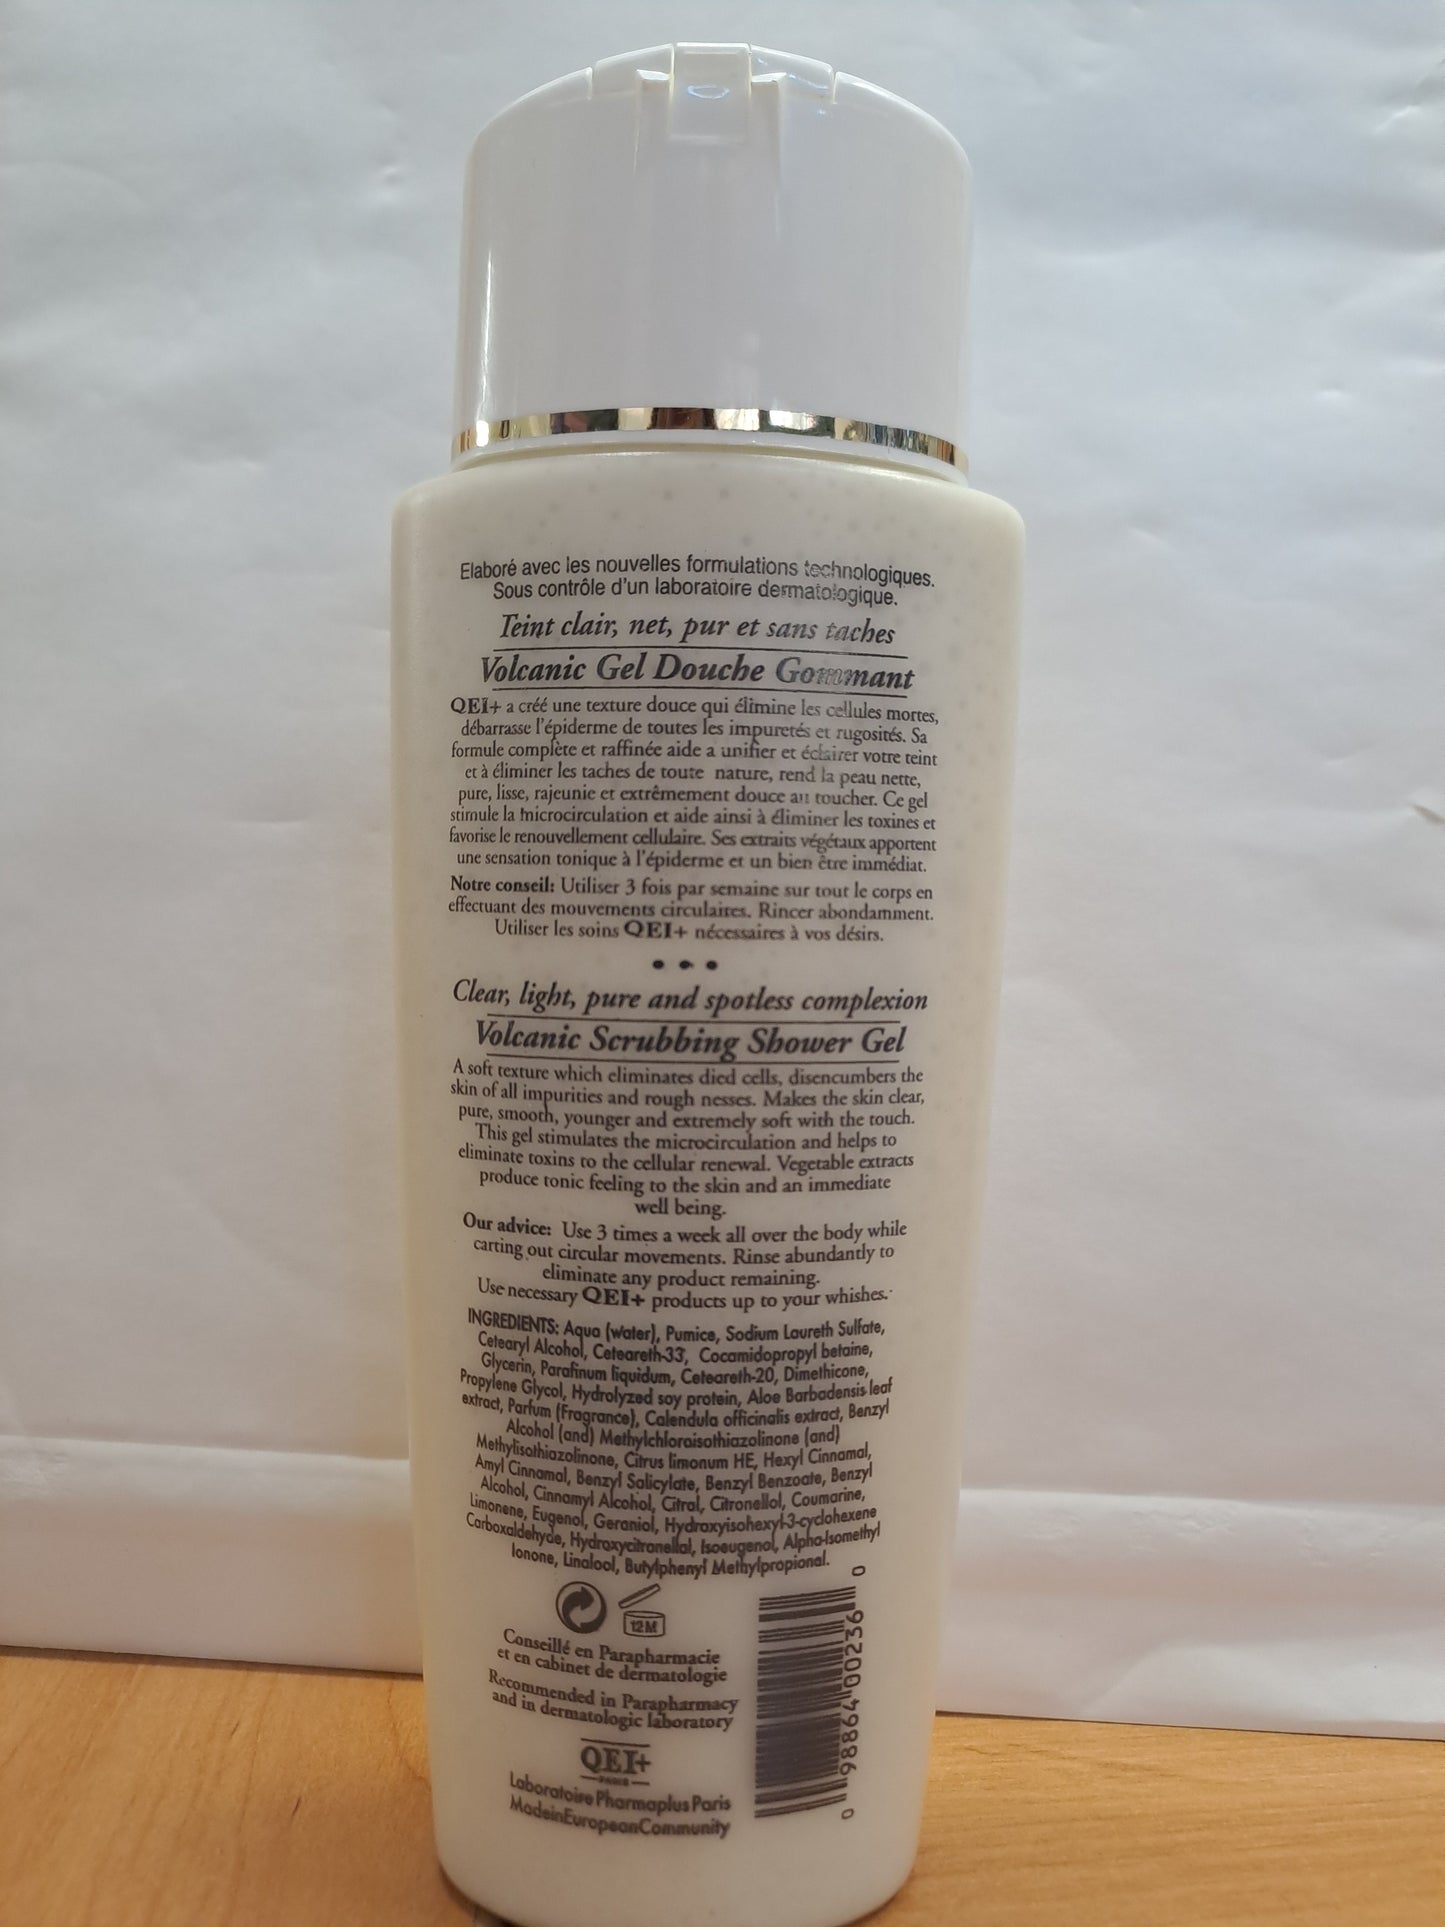 Elaboré avec les nouvelles formulations technologiques.
Sous contrôle d'un laboratoire dermatologique.
Teint clair, net, pur et sans taches
Volcanic Gel Douche Gommant
QEI+ a créé une texture douce qui élimine les cellules mortes,
débarrasse l'épiderme de toutes les impuretés et rugosités. Sa
formule complète et raffinée aide a unifier et éclairer votre teint
et à éliminer les taches de toute nature, rend la peau nette,
pure, lisse, rajeunie et extrêmement douce au toucher. Ce gel
stimule la microcirculation et aide ainsi à éliminer les toxines et
favorise le renouvellement cellulaire. Ses extraits végétaux apportent
une sensation tonique à l'épiderme et un bien être immédiat.
Notre conseil: Utiliser 3 fois par semaine sur tout le corps en
effectuant des mouvements circulaires. Rincer abondamment.
Utiliser les soins QEI+ nécessaires à vos désirs.
• • •
Clear, light, pure and spotless complexion
Volcanic Scrubbing Shower Gel
A soft texture which eliminates died cells, disencumbers the
skin of all impurities and rough nesses. Makes the skin clear,
pure, smooth, younger and extremely soft with the touch.
This gel stimulates the microcirculation and helps to
eliminate toxins to the cellular renewal. Vegetable extracts
produce tonic feeling to the skin and an immediate
well being.
Our advice: Use 3 times a week all over the body while
carting out circular movements. Rinse abundantly to
eliminate any product remaining.
Use necessary QEI+ products up to your whishes.
INGREDIENTS: Aqua (water), Pumice, Sodium Laureth Sulfate,
Cetearyl Alcohol, Ceteareth-33, Cocamidopropyl betaine,
Glycerin, Parafinum liquidum, Ceteareth-20, Dimethicone,
Propylene Glycol, Hydrolyzed soy protein, Aloe Barbadensis leaf
extract, Parfum (Fragrance), Calendula officinalis extract, Benzyl
Alcohol (and) Methylchloraisothiazolinone (and)
Methylisothiazolinone, Citrus limonum HE, Hexyl Cinnamal,
Amyl Cinnamal, Benzyl Salicylate, Benzyl Benzoate, Benzyl
Alcohol, Cinnamyl Alcohol, Citral, Citronellol, Coumarine,
Limonene, Eugenol, Geraniol, Hydroxyisohexyl-3-cyclohexene
Carboxaldehyde, Hydroxycitronellal, Isoeugenol, Alpha-Isomethyl
Ionone, Linalool, Butylphenyl Methylpropional.
12M
Conseillé en Parapharmacie
et en cabinet de dermatologie
Recommended in Parapharmacy
and in dermatologic laboratory
QEI+
PARIS
Laboratoire Pharmaplus Paris
MadeinEuropeanCommunity
0 98864 00236 0